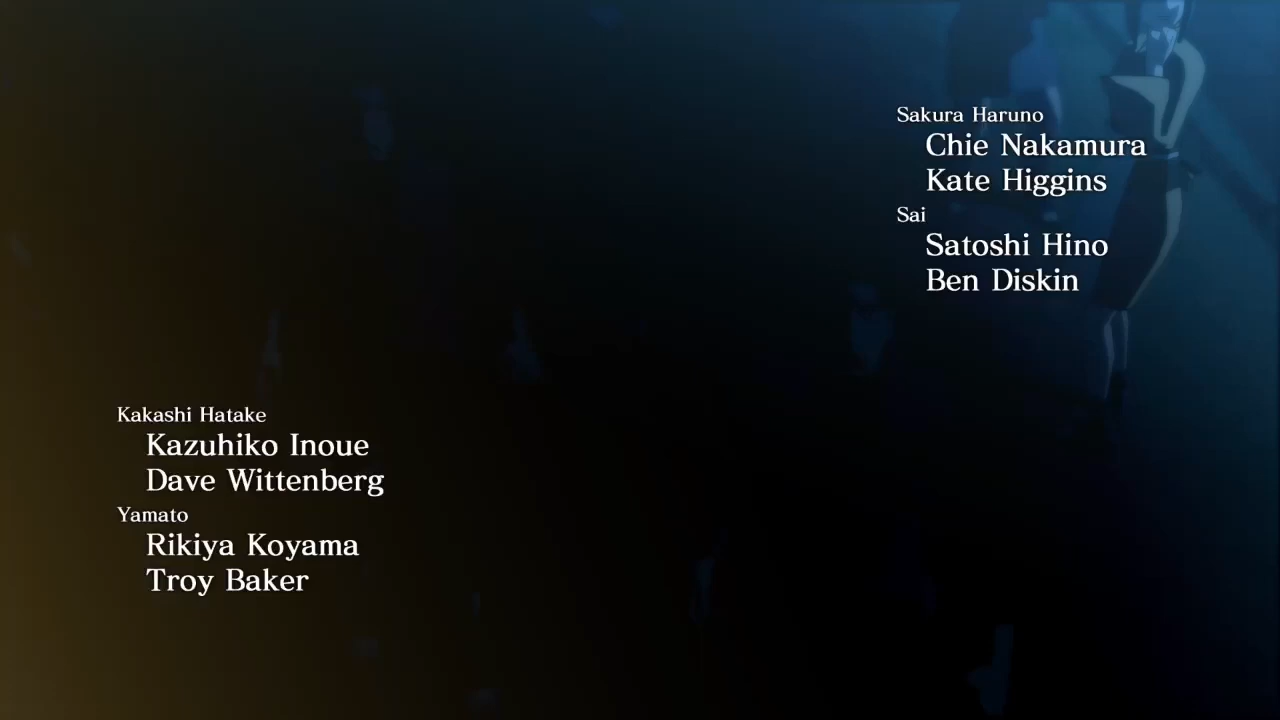 Sakura Haruno
Chie Nakamura
Kate Higgins
Sai
Satoshi Hino
Ben Diskin
Kakashi Hatake
Kazuhiko Inoue
Dave Wittenberg
Yamato
Rikiya Koyama
Troy Baker